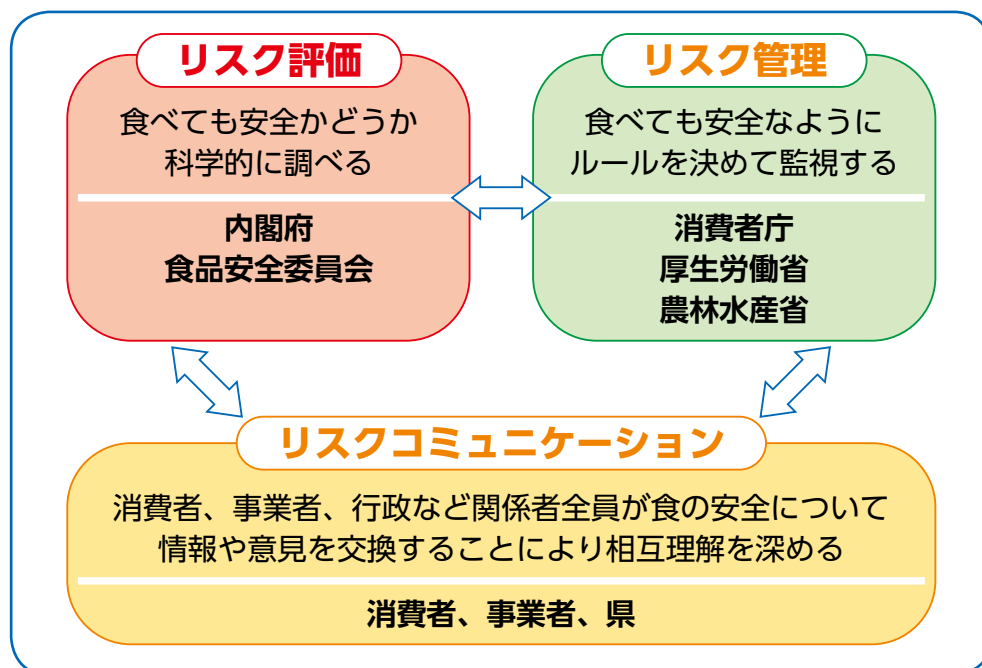 リスク評価
食べても安全かどうか
科学的に調べる
内閣府
食品安全委員会
リスク管理
食べても安全なように
ルールを決めて監視する
消費者庁
厚生労働省
農林水産省
リスクコミュニケーション
消費者、事業者、行政など関係者全員が食の安全について
情報や意見を交換することにより相互理解を深める
消費者、事業者、県